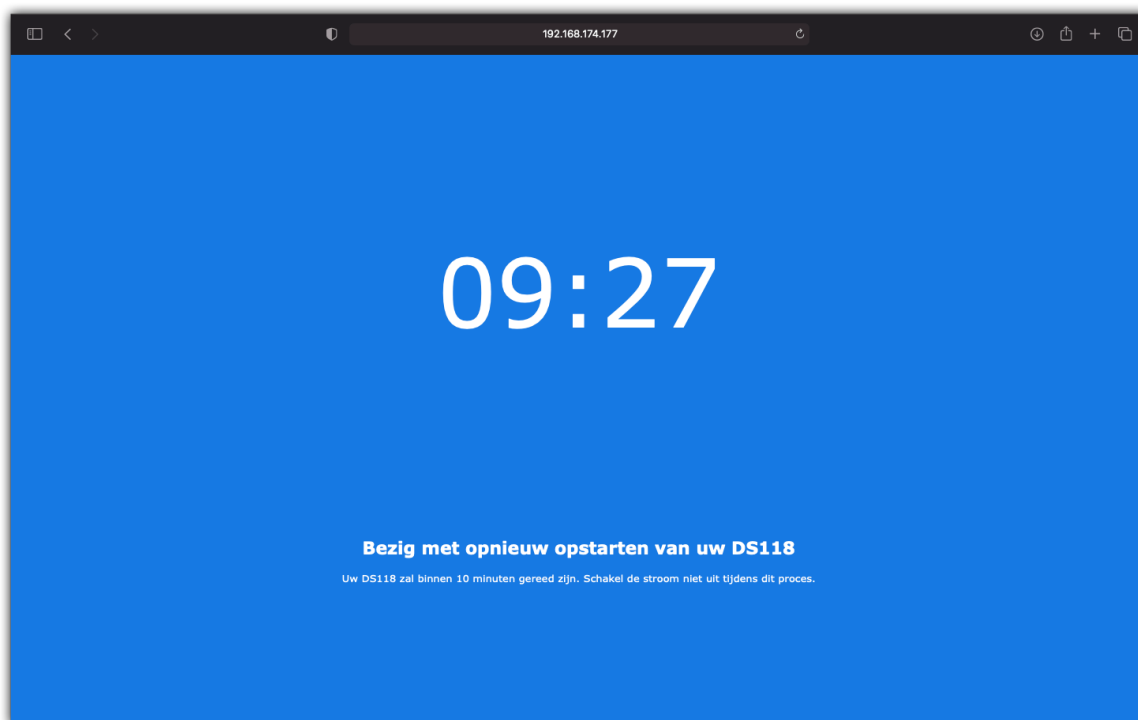 192.168.174.177
09:27
Bezig met opnieuw opstarten van uw DS118
Uw DS118 zal binnen 10 minuten gereed zijn. Schakel de stroom niet uit tijdens dit proces.